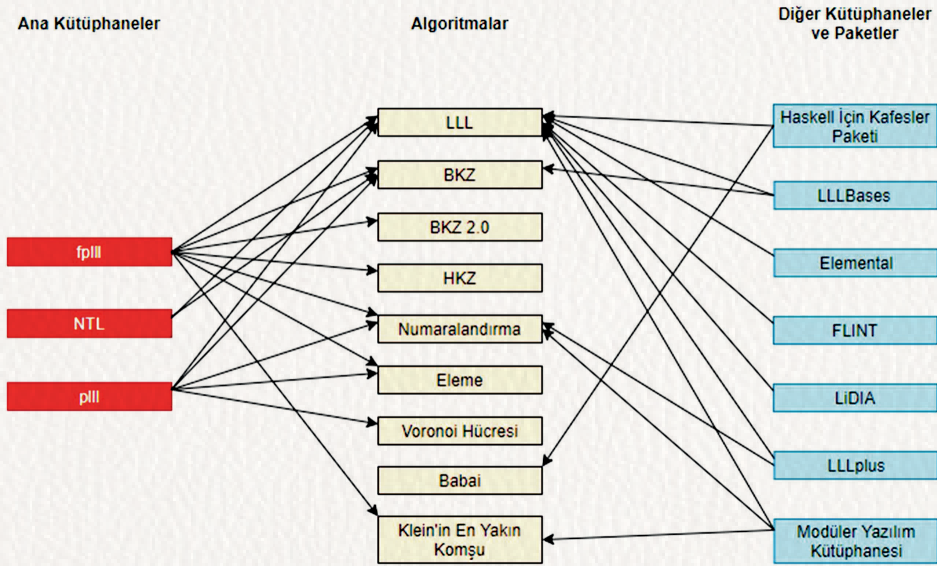 Ana Kütüphaneler
Algoritmalar
Diğer Kütüphaneler
ve Paketler
fplll
NTL
plll
LLL
BKZ
BKZ 2.0
HKZ
Numaralandırma
Eleme
Voronoi Hücresi
Babai
Klein'in En Yakın
Komşu
Haskell İçin Kafesler
Paketi
LLLBases
Elemental
FLINT
LiDIA
LLLplus
Modüler Yazılım
Kütüphanesi